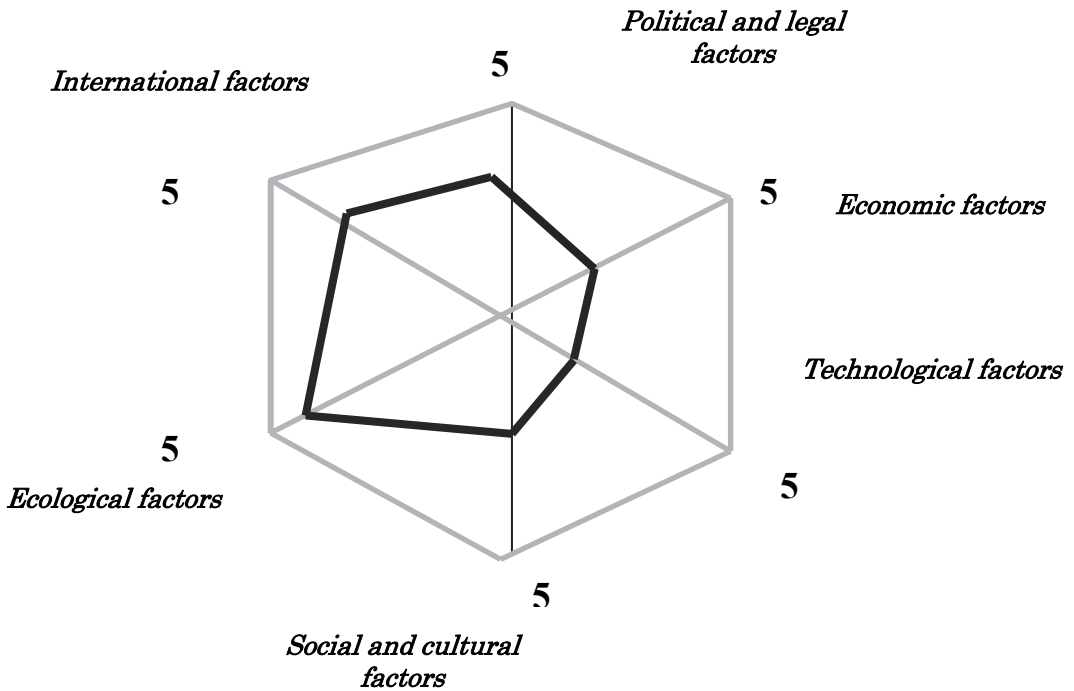 Political and legal
factors
5
International factors
5
5
Economic factors
Technological factors
5
5
Ecological factors
5
Social and cultural
factors